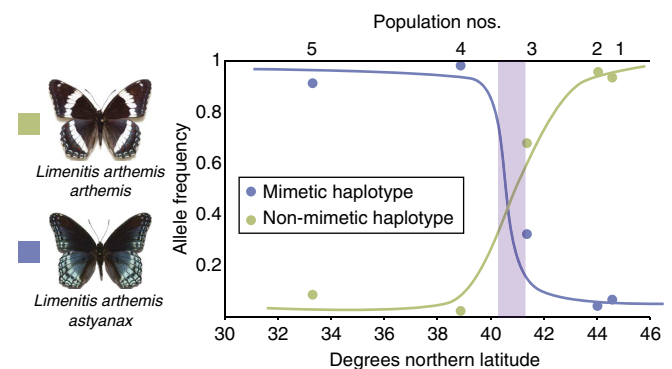 Population nos.
5 4 3 2 1
1
0.8
0.6
0.4
0.2
Allele frequency
Mimetic haplotype
Non-mimetic haplotype
30 32 34 36 38 40 42 44 46
Degrees northern latitude
Limenitis arthemis
arthemis
Limenitis arthemis
astyanax